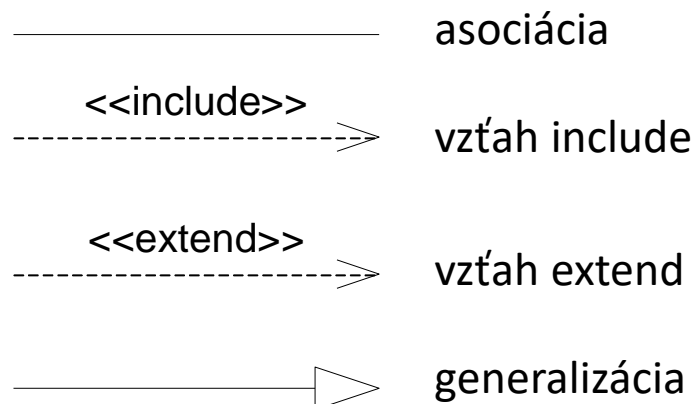 asociácia
<<include>>
vzťah include
<<extend>>
vzťah extend
generalizácia